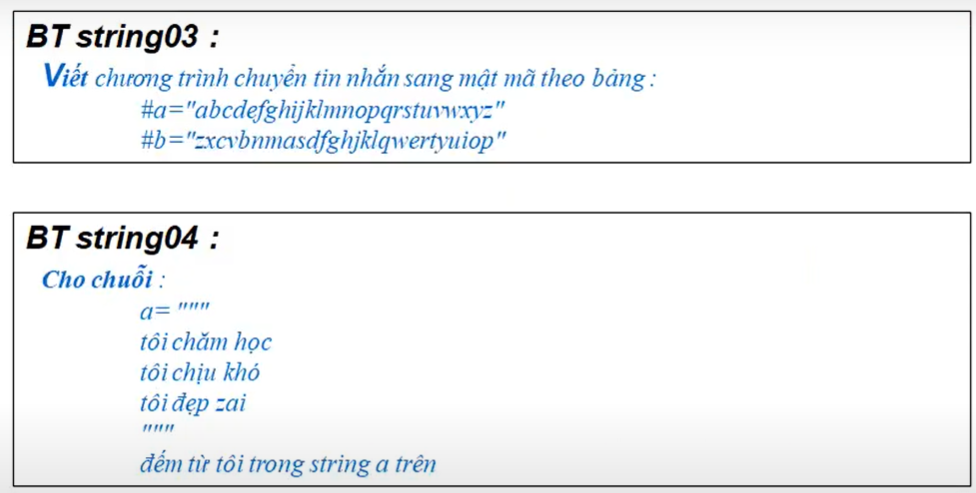 BT string03 :
Viết chương trình chuyển tin nhắn sang mật mã theo bảng :
#a="abcdefghijklmnopqrstuvwxyz"
#b="zxcvbnmasdfghjklqwertyuiop"
BT string04 :
Cho chuỗi :
a= """
tôi chăm học
tôi chịu khó
tôi đẹp zai
"""
đếm từ tôi trong string a trên